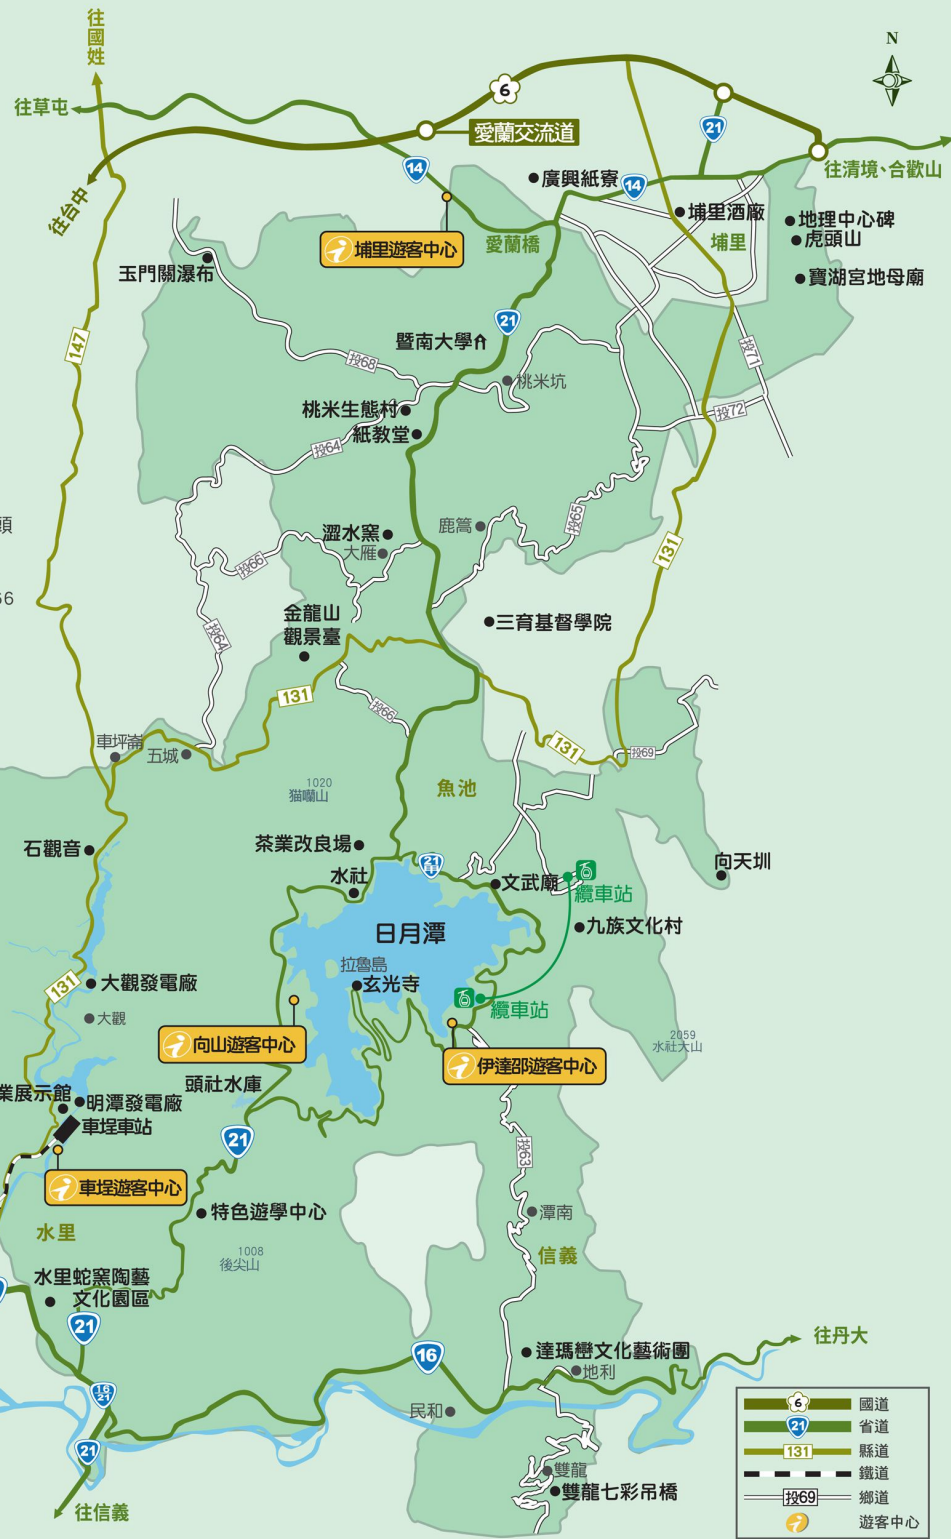 往國姓
N
往草屯
6
愛蘭交流道
21
14
往清境、合歡山
往台中
廣興紙寮
14
埔里酒廠
地理中心碑
埔里遊客中心
愛蘭橋
埔里
虎頭山
玉門關瀑布
寶湖宮地母廟
21
147
暨南大學
投68
投71
桃米坑
桃米生態村
投72
紙教堂
投64
頭
澀水窯
鹿篙
投65
大雁
投66
131
66
金龍山
觀景臺
三育基督學院
投64
131
投66
車坪崙
五城
131
投69
1020
猫囒山
魚池
石觀音
茶業改良場
21甲
向天圳
水社
文武廟
纜車站
日月潭
九族文化村
拉魯島
玄光寺
131
大觀發電廠
纜車站
大觀
向山遊客中心
2059
水社大山
伊達邵遊客中心
頭社水庫
業展示館
明潭發電廠
車埕車站
21
投63
車埕遊客中心
特色遊學中心
潭南
水里
信義
1008
後尖山
水里蛇窯陶藝
文化園區
21
16
往丹大
達瑪巒文化藝術團
地利
16
21
民和
21
雙龍
雙龍七彩吊橋
往信義
6
國道
21
省道
131
縣道
鐵道
投69
鄉道
遊客中心